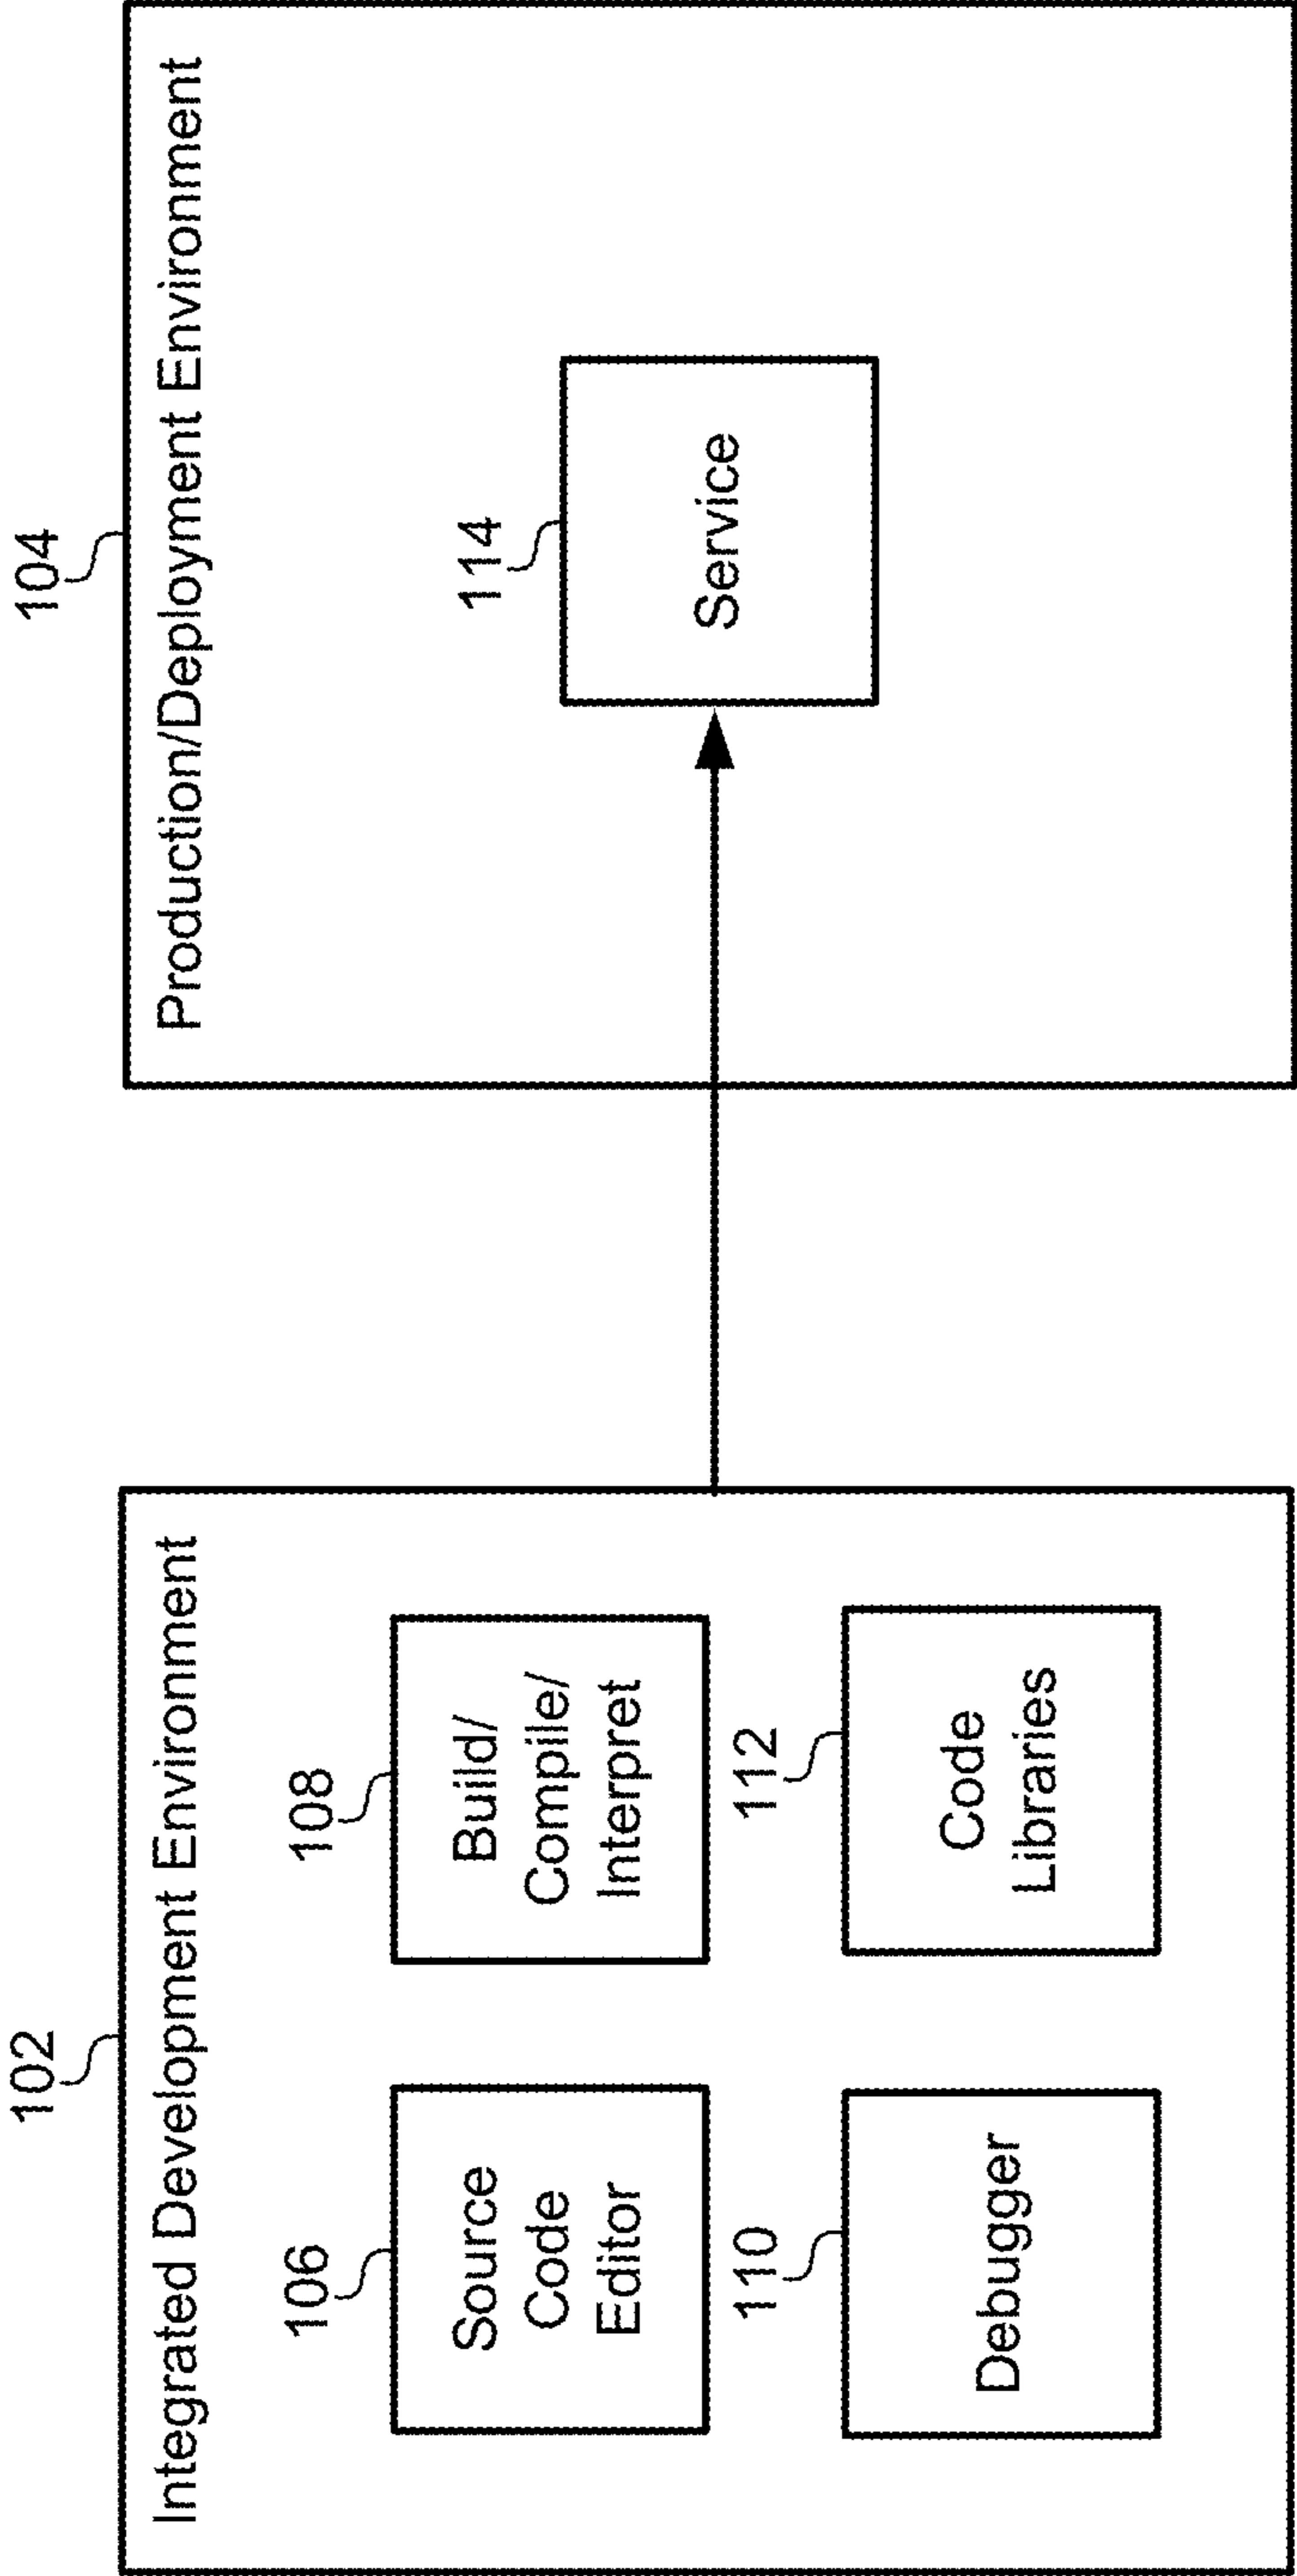 102
Integrated Development Environment
106
Source
Code
Editor
108
Build/
Compile/
Interpret
110
Debugger
112
Code
Libraries
104
Production/Deployment Environment
114
Service